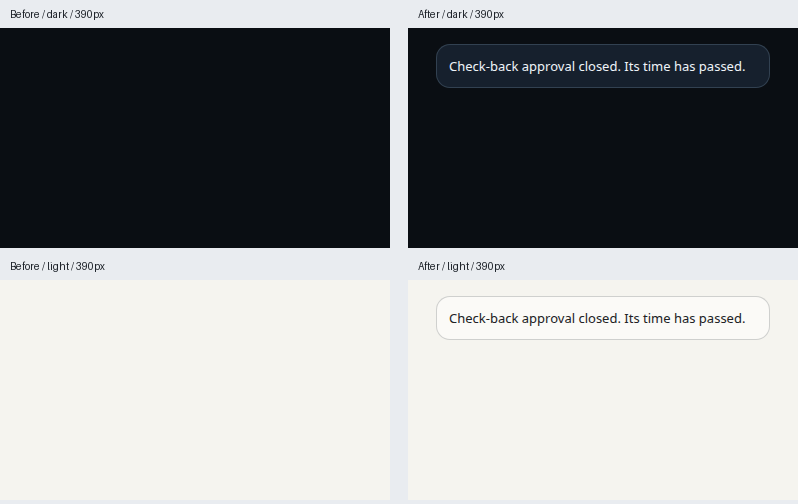 Before / dark / 390px
After / dark / 390px
Check-back approval closed. Its time has passed.
Before / light / 390px
After / light / 390px
Check-back approval closed. Its time has passed.